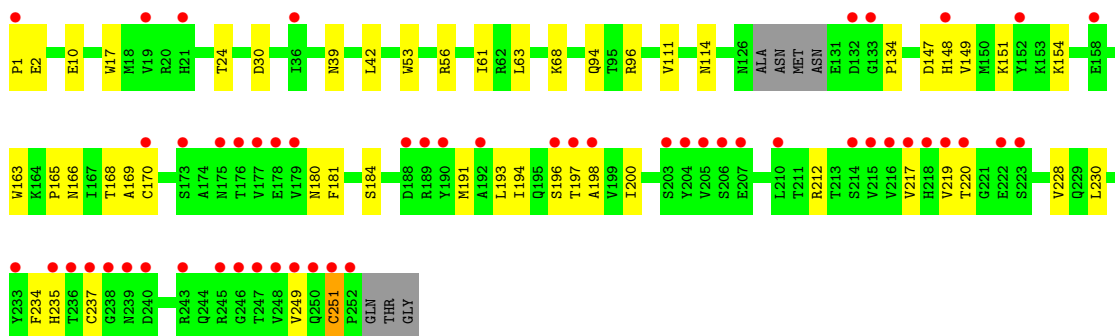 P1 E2 E10 W17 M18 V19 R20 H21 T24 D30 I36 N39 L42 W53 R56 I61 R62 L63 K68 Q94 T95 R96 V111 N114 N126 ALA ASN MET ASN E131 D132 G133 P134 D147 H148 V149 M150 K151 Y152 K153 K154 E158
W163 K164 P165 N166 I167 T168 A169 C170 S173 A174 N175 T176 V177 E178 V179 N180 F181 S184 D188 R189 Y190 M191 A192 L193 I194 Q195 S196 T197 A198 V199 I200 S203 Y204 V205 S206 E207 L210 T211 R212 T213 S214 V215 V216 V217 H218 V219 T220 G221 E222 S223 V228 Q229 L230
Y233 F234 H235 T236 C237 G238 N239 D240 R243 Q244 R245 G246 T247 V248 V249 Q250 C251 P252 GLN THR GLY